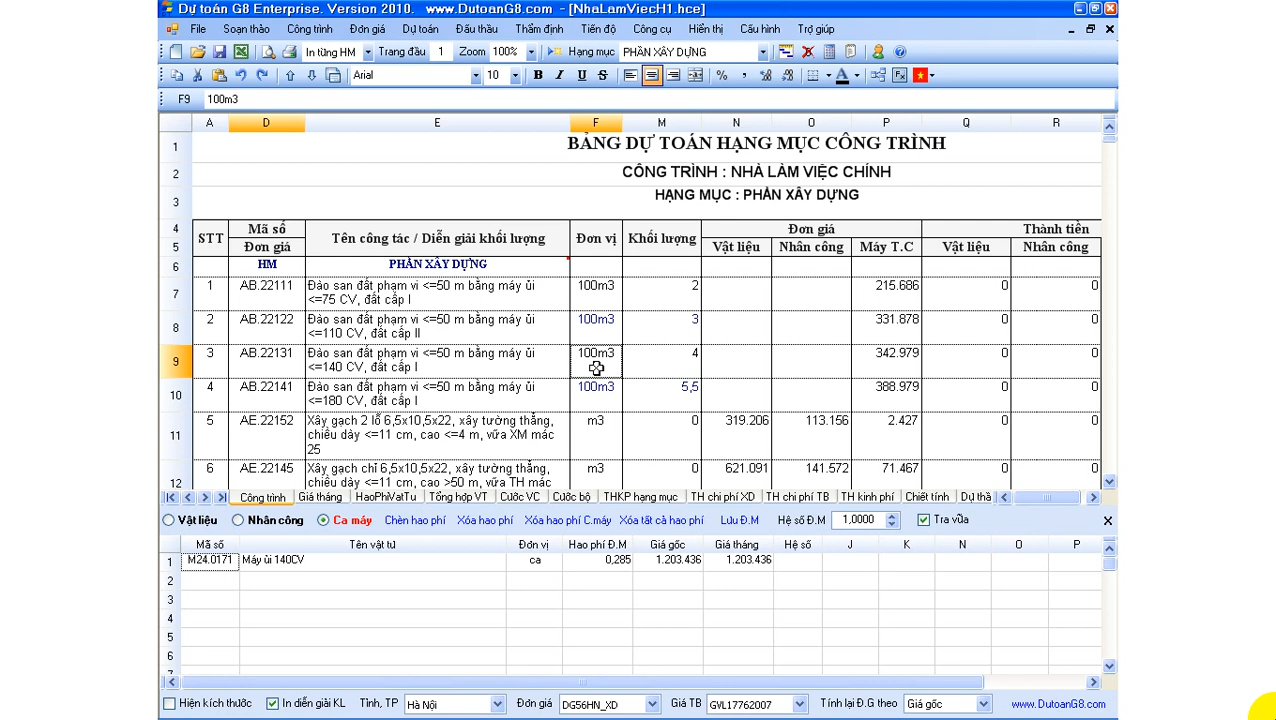 Dự toán G8 Enterprise. Version 2010. www.DutoanG8.com - [NhaLamViecH1.hce]
File Soạn thảo Công trình Đơn giá dự toán Đấu thầu Thẩm định Tiện ích Công cụ Hiển thị Cấu hình Trợ giúp
In từng HM Trang đầu 1 Zoom 100% Hạng mục PHẦN XÂY DỰNG
Arial 10 B I U S %
F9 100m3
A D E F M N O P Q R
1 BẢNG DỰ TOÁN HẠNG MỤC CÔNG TRÌNH
2 CÔNG TRÌNH : NHÀ LÀM VIỆC CHÍNH
3 HẠNG MỤC : PHẦN XÂY DỰNG
4 STT Mã số Tên công tác / Diễn giải khối lượng Đơn vị Khối lượng Đơn giá Thành tiền
5 Đơn giá Vật liệu Nhân công Máy T.C Vật liệu Nhân công
6 HM PHẦN XÂY DỰNG
7 1 AB.22111 Đào san đất phạm vi <=50 m bằng máy ủi 100m3 2 215.686 0 0
<=75 CV, đất cấp I
8 2 AB.22122 Đào san đất phạm vi <=50 m bằng máy ủi 100m3 3 331.878 0 0
<=110 CV, đất cấp II
9 3 AB.22131 Đào san đất phạm vi <=50 m bằng máy ủi 100m3 4 342.979 0 0
<=140 CV, đất cấp I
10 4 AB.22141 Đào san đất phạm vi <=50 m bằng máy ủi 100m3 5,5 388.979 0 0
<=180 CV, đất cấp I
11 5 AE.22152 Xây gạch 2 lỗ 6,5x10,5x22, xây tường thẳng, m3 0 319.206 113.156 2.427 0 0
chiều dày <=11 cm, cao <=4 m, vữa XM mác
25
12 6 AE.22145 Xây gạch chỉ 6,5x10,5x22, xây tường thẳng, m3 0 621.091 141.572 71.467 0 0
chiều dày <=11 cm, cao >50 m, vữa TH mác
Công trình Giá tháng HaoPhiVatTu Tổng hợp VT Cước VC Cước bộ THKP hạng mục TH chi phí XD TH chi phí TB TH kinh phí Chiết tính Dự thầ
Vật liệu Nhân công Ca máy Chèn hao phí Xóa hao phí Xóa hao phí C.máy Xóa tất cả hao phí Lưu Đ.M Hệ số Đ.M 1,0000 Tra vữa
Mã số Tên vật tư Đơn vị Hao phí Đ.M Giá gốc Giá tháng Hệ số J K N O P
1 M24.0171 Máy ủi 140CV ca 0,285 1.203.436 1.203.436
2
3
4
5
6
7
Hiện kích thước in diễn giải KL Tỉnh, TP Hà Nội Đơn giá DG56HN_XD Giá TB GVL17762007 Tính lại Đ.G theo Giá gốc www.DutoanG8.com